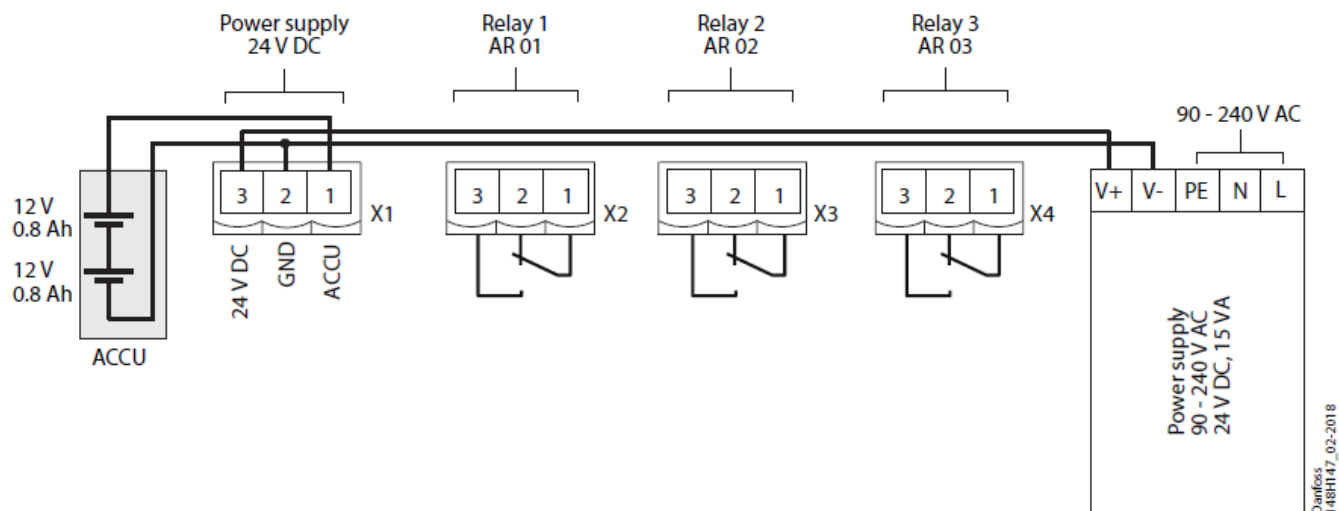 Power supply
24 V DC
Relay 1
AR 01
Relay 2
AR 02
Relay 3
AR 03
90 - 240 V AC
12 V
0.8 Ah
12 V
0.8 Ah
ACCU
3 2 1
X1
24 V DC
GND
ACCU
3 2 1
X2
3 2 1
X3
3 2 1
X4
V+ V- PE N L
Power supply
90 - 240 V AC
24 V DC, 15 VA
Danfoss
148H147_02-2018